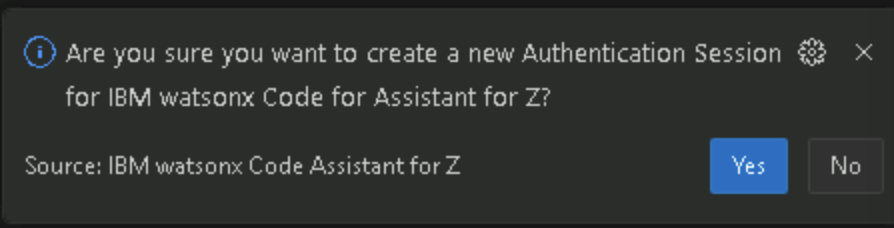 Are you sure you want to create a new Authentication Session
for IBM watsonx Code for Assistant for Z?
Source: IBM watsonx Code Assistant for Z
Yes
No